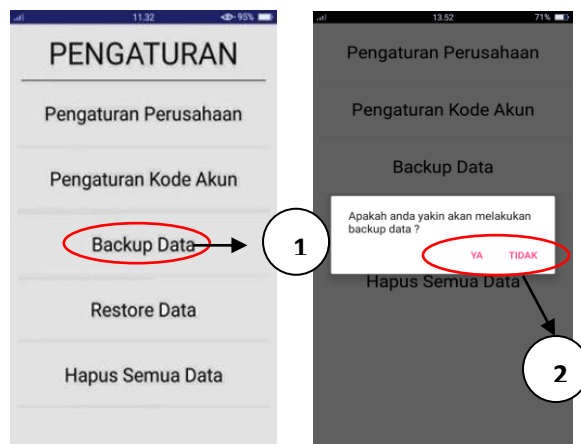 11.32
95%
PENGATURAN
Pengaturan Perusahaan
Pengaturan Kode Akun
Backup Data
Restore Data
Hapus Semua Data
1
13.52
71%
Pengaturan Perusahaan
Pengaturan Kode Akun
Backup Data
Apakah anda yakin akan melakukan
backup data ?
YA TIDAK
Hapus Semua Data
2